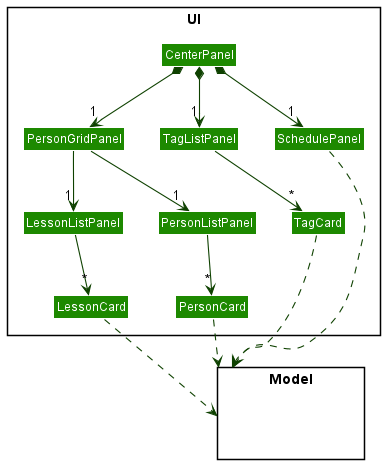 UI
CenterPanel
1 1 1
PersonGridPanel TagListPanel SchedulePanel
1 1 *
LessonListPanel PersonListPanel TagCard
* *
LessonCard PersonCard
Model